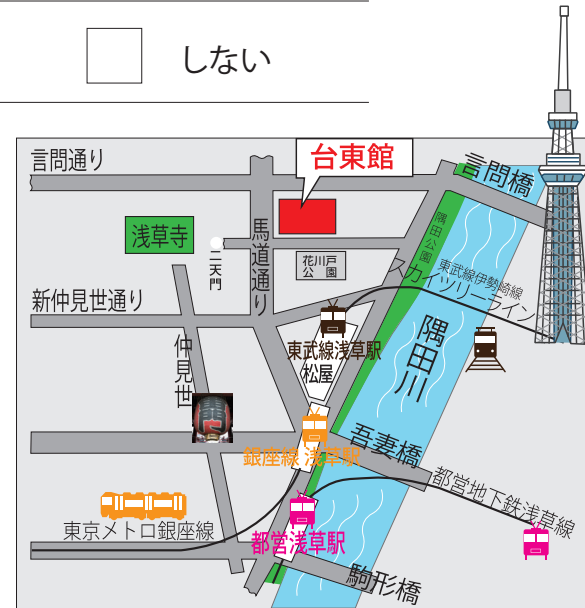 しない
言問通り
台東館
言問橋
浅草寺
馬道通り
二天門
花川戸
公園
隅田公園
東武線伊勢崎線
スカイツリーライン
新仲見世通り
仲見世
東武線浅草駅
松屋
隅田川
銀座線 浅草駅
吾妻橋
都営地下鉄浅草線
東京メトロ銀座線
都営浅草駅
駒形橋